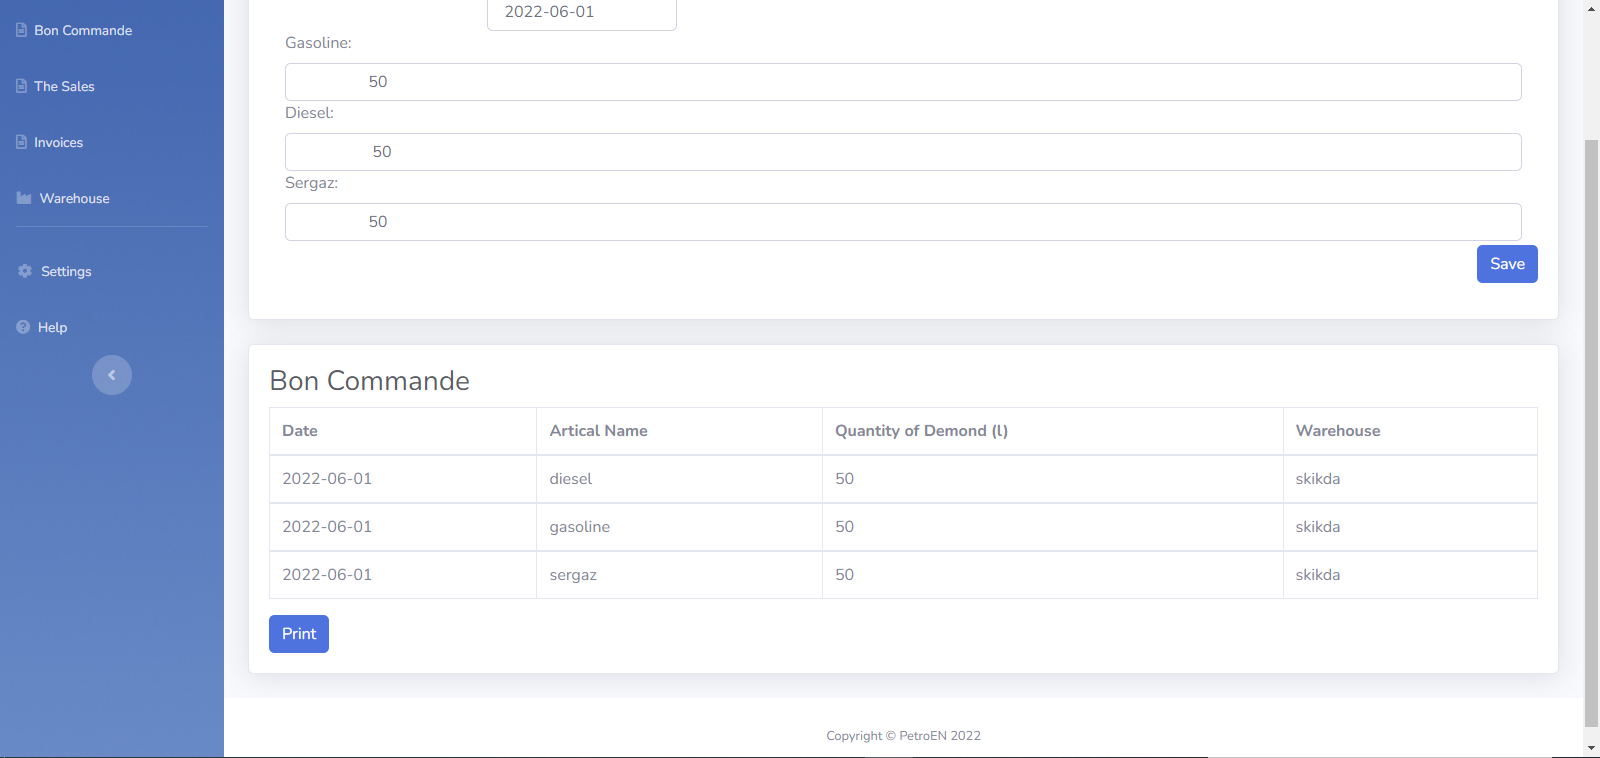 Bon Commande
The Sales
Invoices
Warehouse
Settings
Help
2022-06-01
Gasoline:
50
Diesel:
50
Sergaz:
50
Save
Bon Commande
Date Artical Name Quantity of Demond (l) Warehouse
2022-06-01 diesel 50 skikda
2022-06-01 gasoline 50 skikda
2022-06-01 sergaz 50 skikda
Print
Copyright © PetroEN 2022